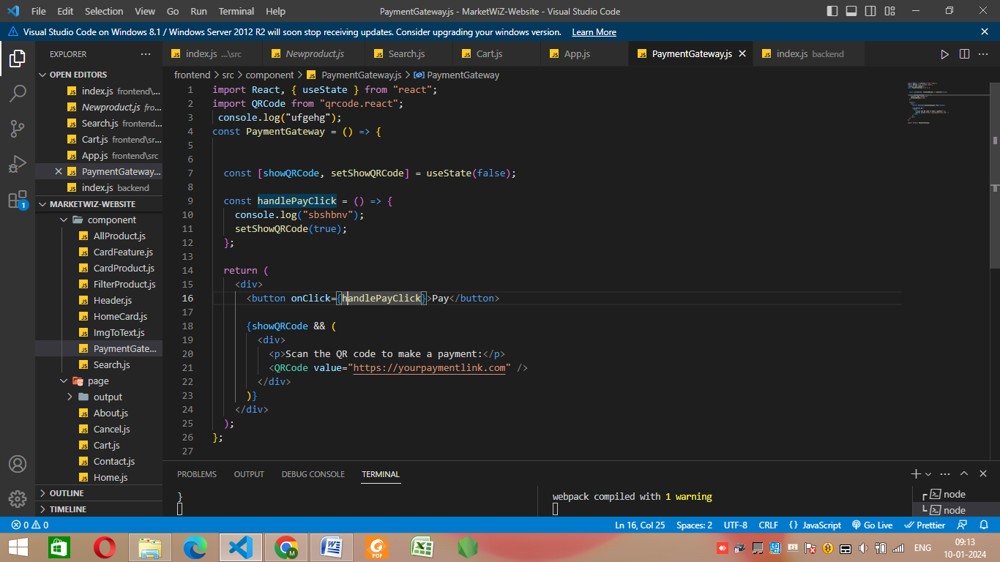 File Edit Selection View Go Run Terminal Help
PaymentGateway.js - MarketWiZ-Website - Visual Studio Code
Visual Studio Code on Windows 8.1 / Windows Server 2012 R2 will soon stop receiving updates. Consider upgrading your windows version. Learn More
EXPLORER
OPEN EDITORS
index.js frontend\...
Newproduct.js fro...
Search.js frontend...
Cart.js frontend\sr...
App.js frontend\src
PaymentGateway...
index.js backend
MARKETWIZ-WEBSITE
component
AllProduct.js
CardFeature.js
CardProduct.js
FilterProduct.js
Header.js
HomeCard.js
ImgToText.js
PaymentGate...
Search.js
page
output
About.js
Cancel.js
Cart.js
Contact.js
Home.js
OUTLINE
TIMELINE
1
index.js ...\src Newproduct.js Search.js Cart.js App.js PaymentGateway.js index.js backend
frontend > src > component > PaymentGateway.js > PaymentGateway
1 import React, { useState } from "react";
2 import QRCode from "qrcode.react";
3 console.log("ufgehg");
4 const PaymentGateway = () => {
5
6
7 const [showQRCode, setShowQRCode] = useState(false);
8
9 const handlePayClick = () => {
10 console.log("sbshbnv");
11 setShowQRCode(true);
12 };
13
14 return (
15 <div>
16 <button onClick={handlePayClick}>Pay</button>
17
18 {showQRCode && (
19 <div>
20 <p>Scan the QR code to make a payment:</p>
21 <QRCode value="https://yourpaymentlink.com" />
22 </div>
23 )}
24 </div>
25 );
26 };
27
PROBLEMS OUTPUT DEBUG CONSOLE TERMINAL
}
webpack compiled with 1 warning
node
node
0 0
Ln 16, Col 25 Spaces: 2 UTF-8 CRLF {} JavaScript Go Live Prettier
ENG
09:13
10-01-2024